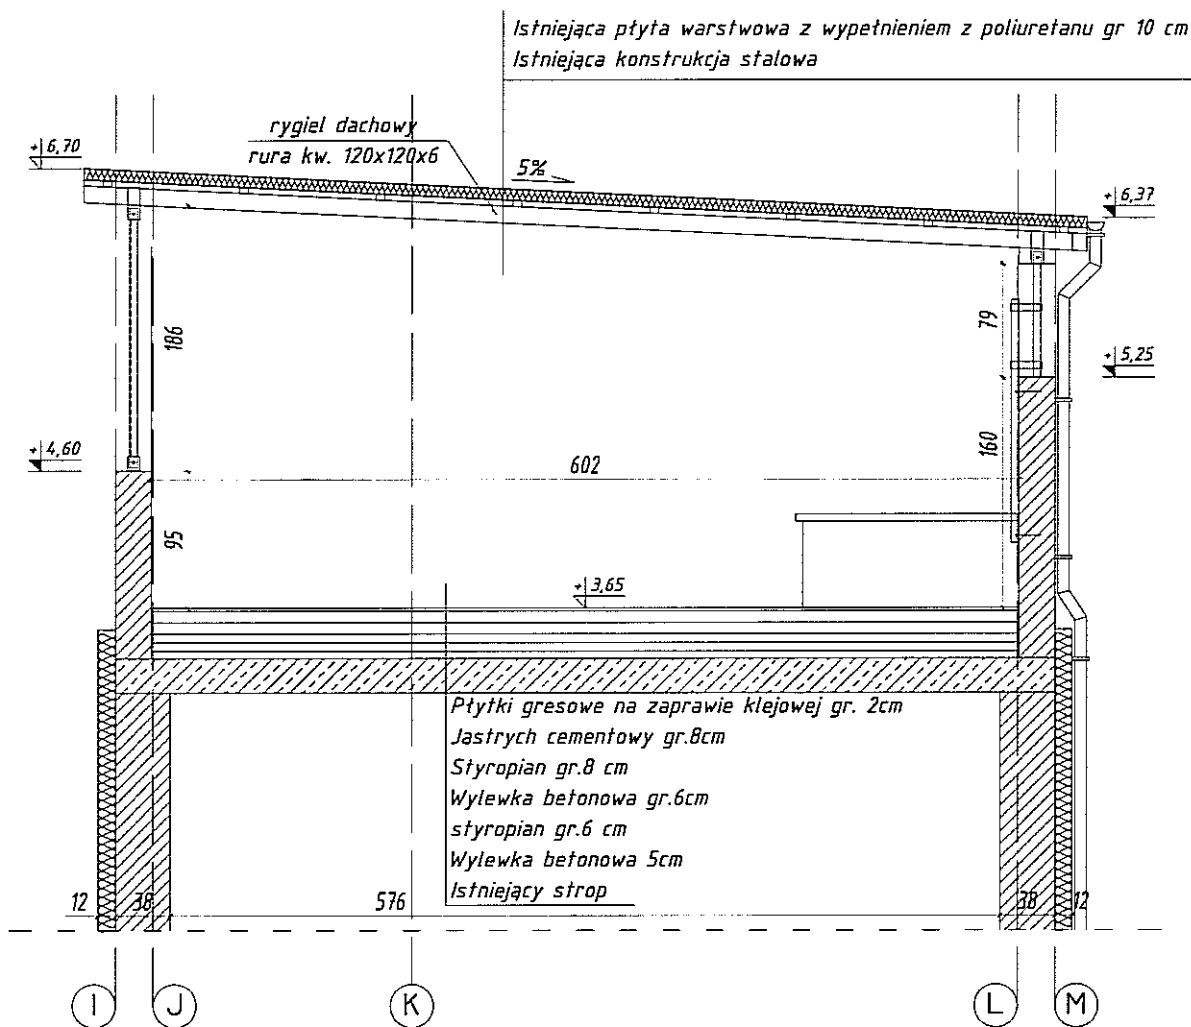 Istniejąca płyta warstwowa z wypełnieniem z poliuretanu gr 10 cm
Istniejąca konstrukcja stalowa
rygiel dachowy
rura kw. 120x120x6
5%
+6,70
+6,37
186
79
+5,25
+4,60
160
602
95
+3,65
Płytki gresowe na zaprawie klejowej gr. 2cm
Jastrych cementowy gr.8cm
Styropian gr.8 cm
Wylewka betonowa gr.6cm
styropian gr.6 cm
Wylewka betonowa 5cm
Istniejący strop
12 38 576 38 12
I J K L M